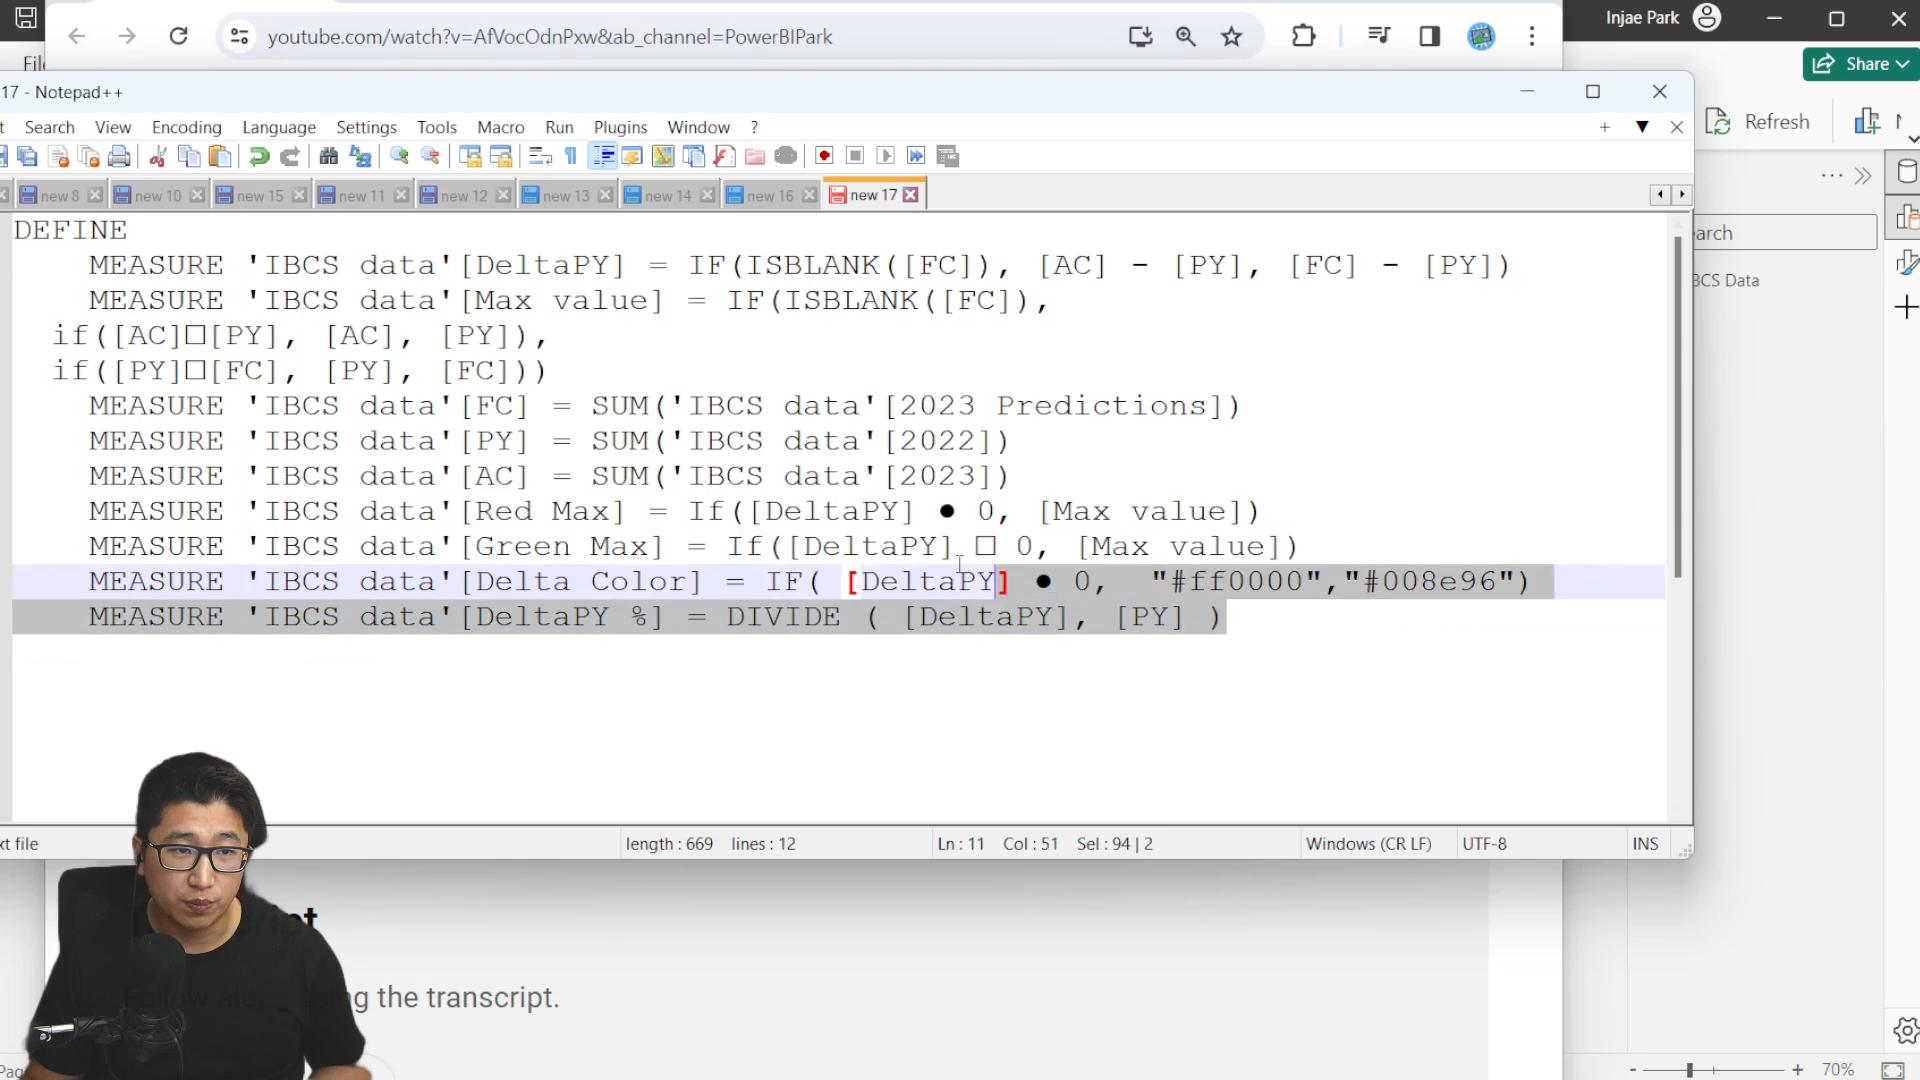 Injae Park
youtube.com/watch?v=AfVocOdnPxw&ab_channel=PowerBIPark
Fil
Share
17 - Notepad++
t Search View Encoding Language Settings Tools Macro Run Plugins Window ?
Refresh
new 8 new 10 new 15 new 11 new 12 new 13 new 14 new 16 new 17
earch
BCS Data
DEFINE
MEASURE 'IBCS data'[DeltaPY] = IF(ISBLANK([FC]), [AC] - [PY], [FC] - [PY])
MEASURE 'IBCS data'[Max value] = IF(ISBLANK([FC]),
if([AC]□[PY], [AC], [PY]),
if([PY]□[FC], [PY], [FC]))
MEASURE 'IBCS data'[FC] = SUM('IBCS data'[2023 Predictions])
MEASURE 'IBCS data'[PY] = SUM('IBCS data'[2022])
MEASURE 'IBCS data'[AC] = SUM('IBCS data'[2023])
MEASURE 'IBCS data'[Red Max] = If([DeltaPY] ● 0, [Max value])
MEASURE 'IBCS data'[Green Max] = If([DeltaPY] □ 0, [Max value])
MEASURE 'IBCS data'[Delta Color] = IF( [DeltaPY] ● 0, "#ff0000","#008e96")
MEASURE 'IBCS data'[DeltaPY %] = DIVIDE ( [DeltaPY], [PY] )
xt file length : 669 lines : 12 Ln : 11 Col : 51 Sel : 94 | 2 Windows (CR LF) UTF-8 INS
ng the transcript.
Pag
- + 70%